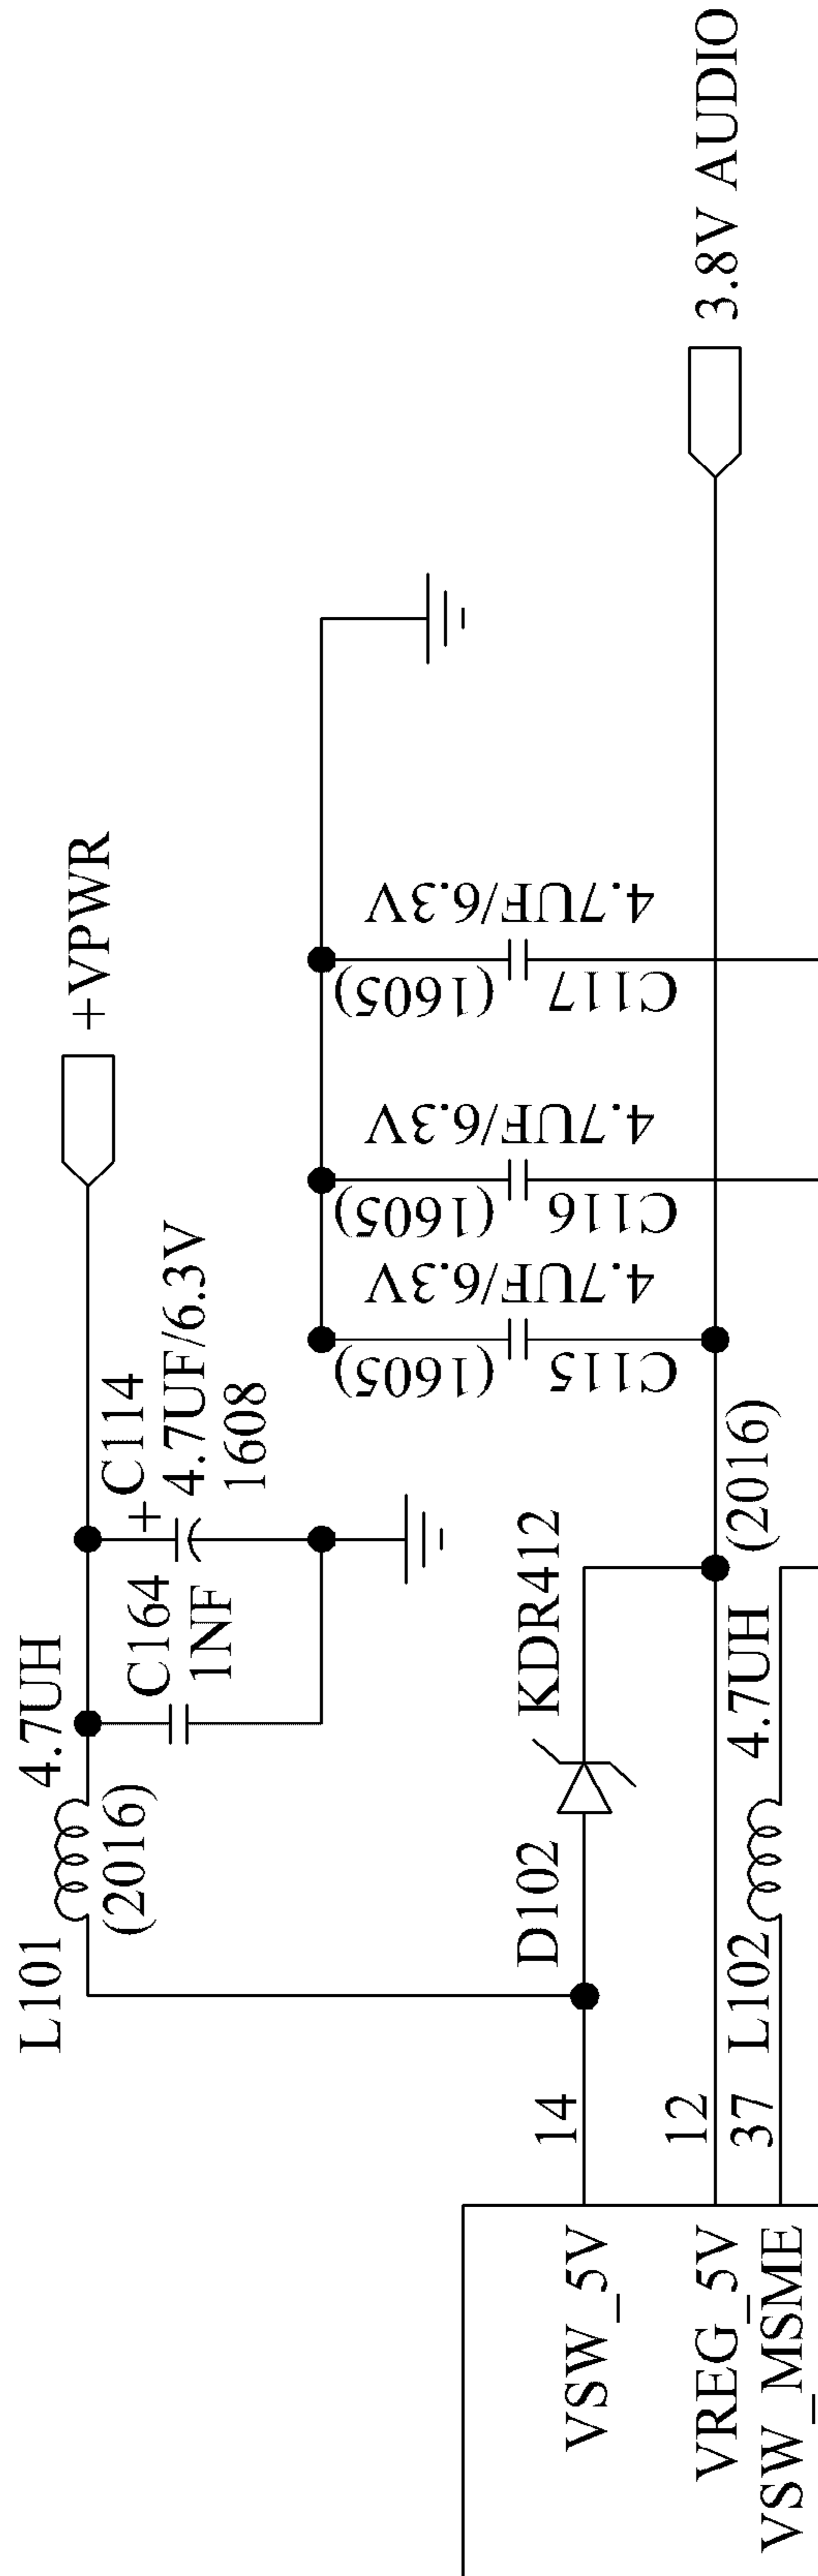 +VPWR
3.8V AUDIO
L101
4.7UH
(2016)
C164
1NF
C114
+
4.7UF/6.3V
1608
C115
4.7UF/6.3V
(1605)
C116
4.7UF/6.3V
(1605)
C117
4.7UF/6.3V
(1605)
D102
KDR412
14
VSW_5V
12
VREG_5V
37
VSW_MSME
L102
4.7UH
(2016)